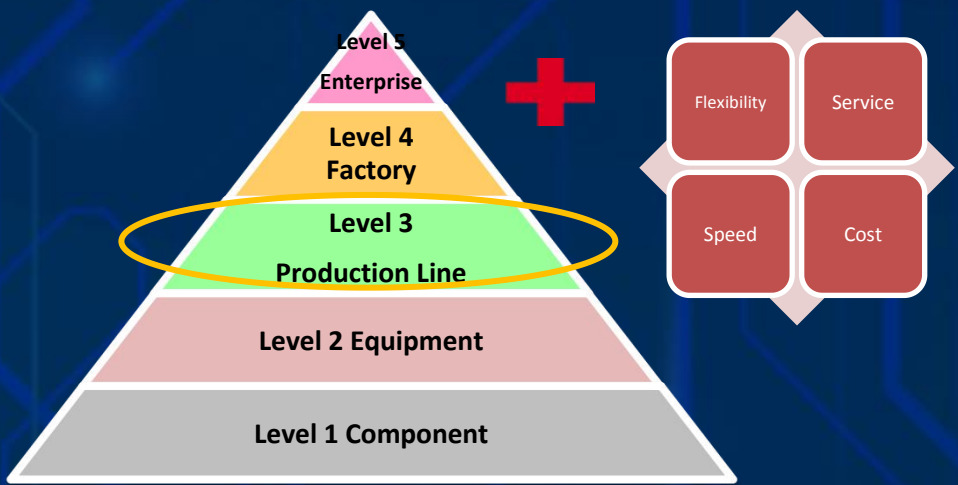 Level 5
Enterprise
Level 4
Factory
Level 3
Production Line
Level 2 Equipment
Level 1 Component
Flexibility
Service
Speed
Cost